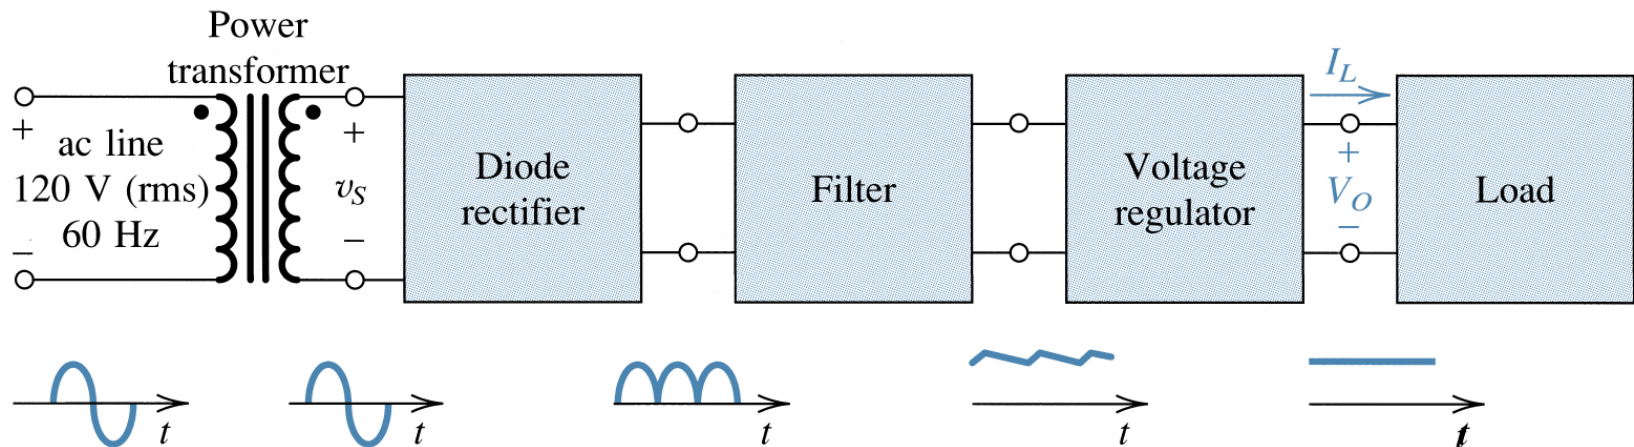 Power
transformer
+
ac line
120 V (rms)
60 Hz
−
+
v_S
−
Diode
rectifier
Filter
Voltage
regulator
I_L
+
V_O
−
Load
t
t
t
t
t